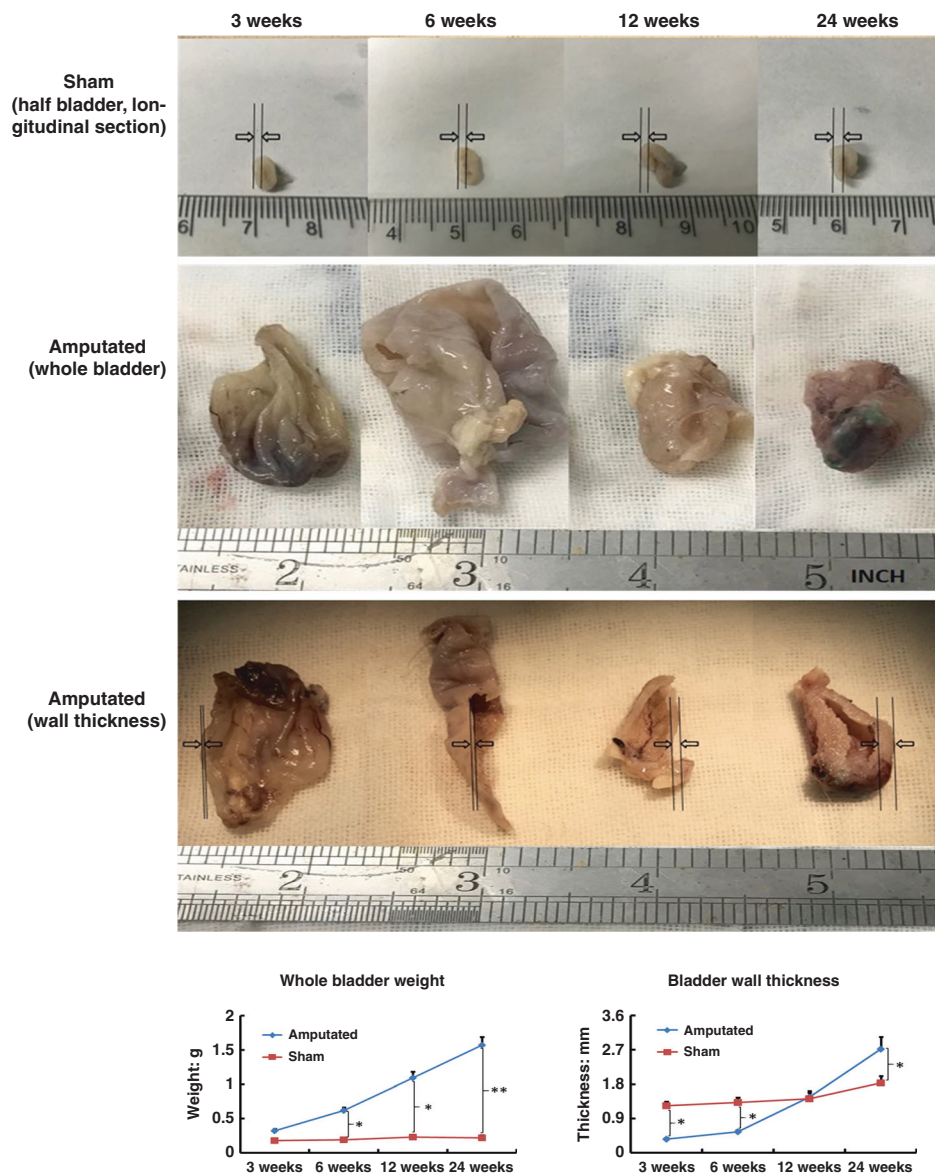 3 weeks 6 weeks 12 weeks 24 weeks
Sham
(half bladder, lon-
gitudinal section)
6 7 8 4 5 6 8 9 10 5 6 7
Amputated
(whole bladder)
50 10
TAINLESS 2 3 4 5 INCH
64 16
Amputated
(wall thickness)
50 10
TAINLESS 2 3 4 5
64 16
Whole bladder weight
2
1.5
1
0.5
0
Weight: g
Amputated
Sham
*
*
**
3 weeks 6 weeks 12 weeks 24 weeks
Bladder wall thickness
3.6
2.7
1.8
0.9
0
Thickness: mm
Amputated
Sham
*
*
*
3 weeks 6 weeks 12 weeks 24 weeks